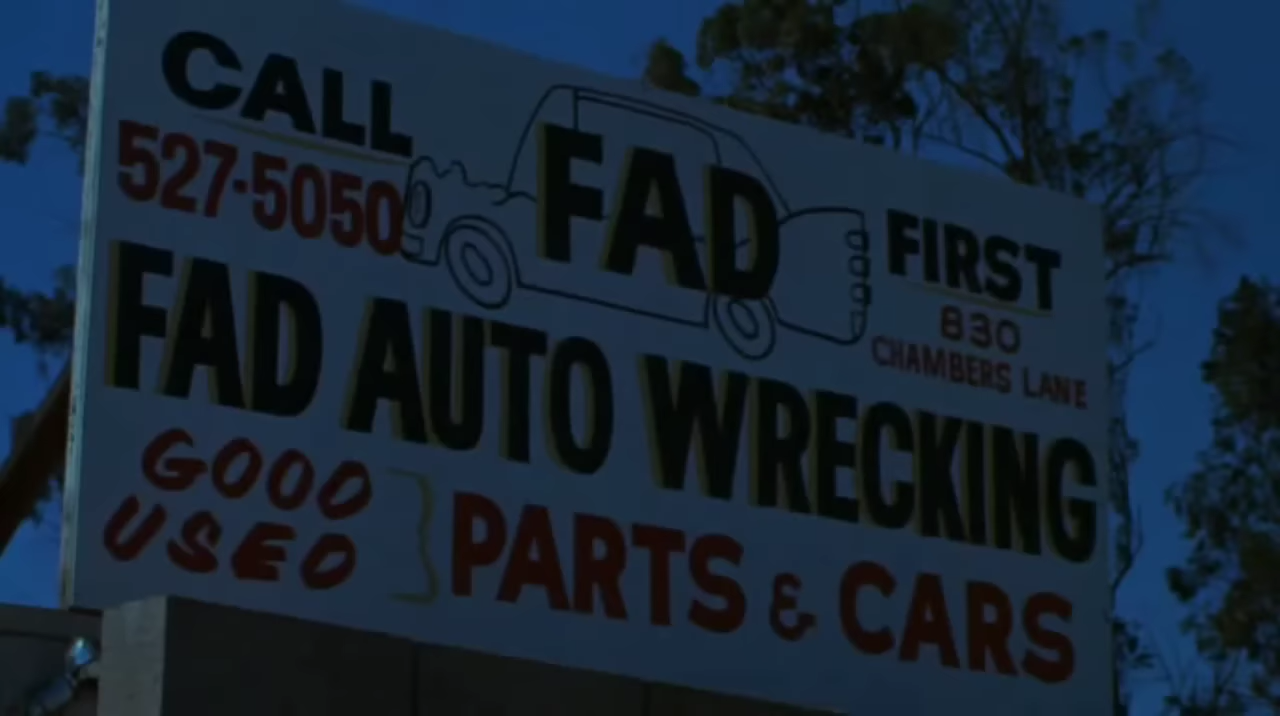 CALL
527-5050
FAD
FIRST
830
CHAMBERS LANE
FAD AUTO WRECKING
GOOD
USED
PARTS & CARS